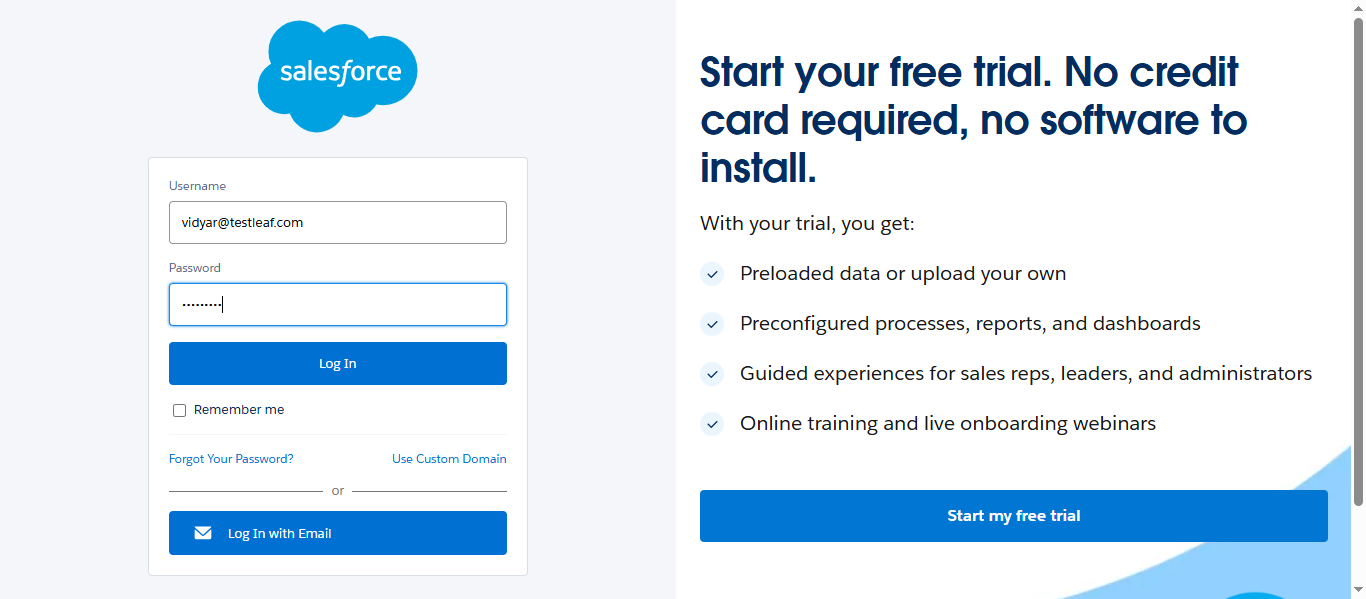 salesforce
Username
vidyar@testleaf.com
Password
•••••••••
Log In
Remember me
Forgot Your Password?
Use Custom Domain
or
Log In with Email
Start your free trial. No credit
card required, no software to
install.
With your trial, you get:
Preloaded data or upload your own
Preconfigured processes, reports, and dashboards
Guided experiences for sales reps, leaders, and administrators
Online training and live onboarding webinars
Start my free trial